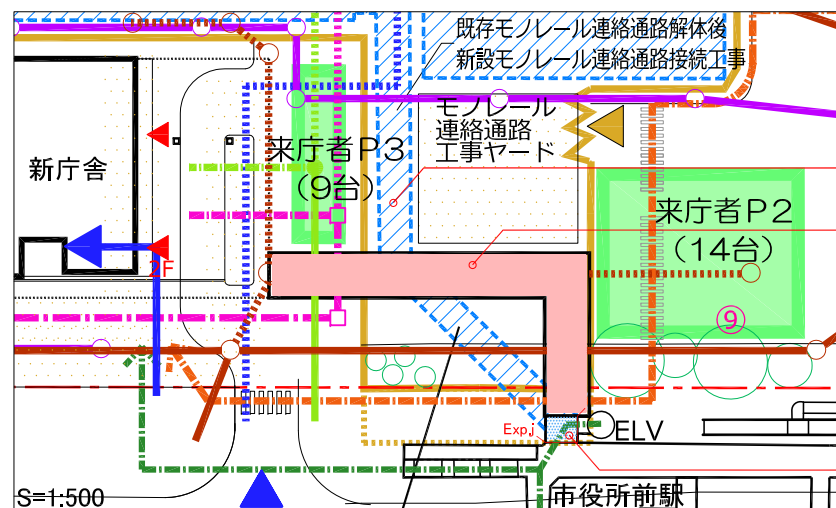 既存モノレール連絡通路解体後
新設モノレール連絡通路接続工事
モノレール
連絡通路
工事ヤード
来庁者P3
(9台)
新庁舎
来庁者P2
(14台)
2F
⑨
Exp.j
ELV
S=1:500
市役所前駅